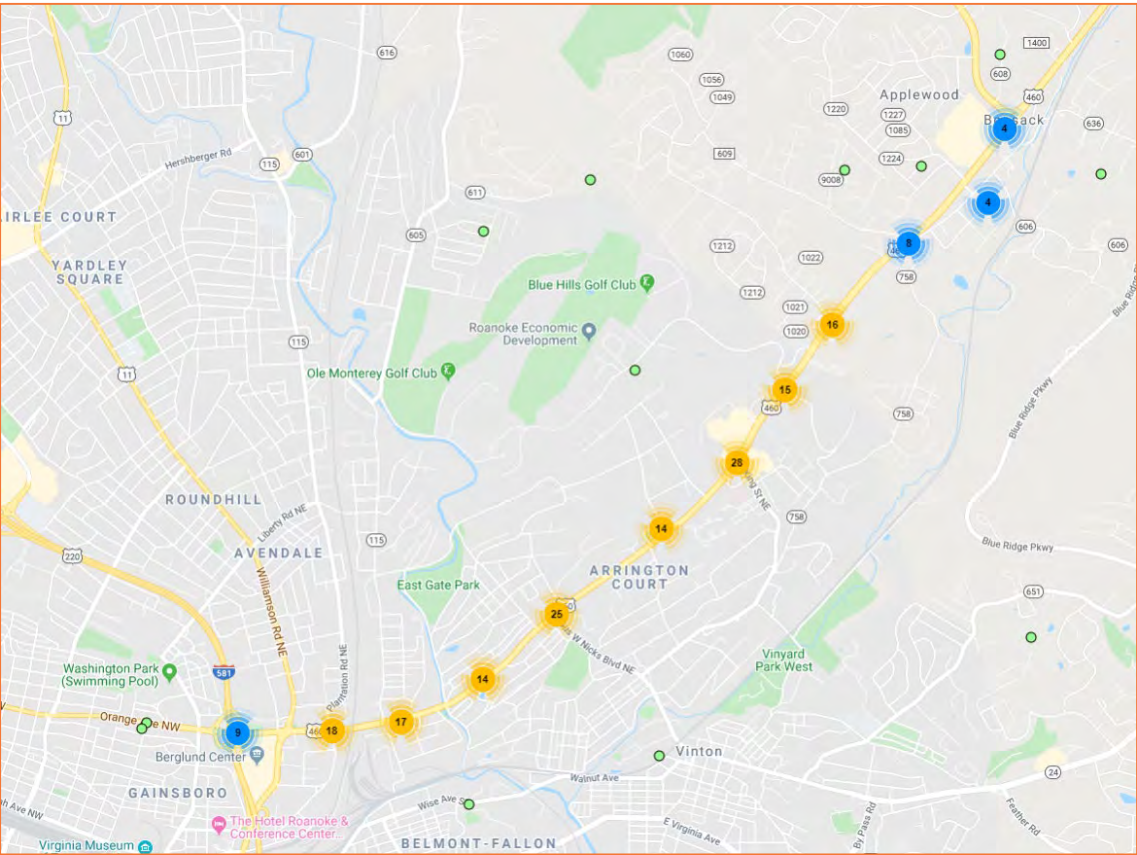 616
1060
1400
608
1056
1049
460
Applewood
1220
11
1227
1085
636
4
Hershberger Rd
601
115
609
1224
9008
611
4
606
605
YARDLEY
SQUARE
1212
8
606
1022
758
Blue Hills Golf Club
1212
1021
16
1020
Roanoke Economic
Development
115
Ole Monterey Golf Club
11
15
460
758
Blue Ridge Pkwy
28
ROUNDHILL
758
Liberty Rd NE
14
115
AVENDALE
220
Blue Ridge Pkwy
ARRINGTON
COURT
East Gate Park
651
25
Williamson Rd NE
W Nicks Blvd NE
Vinyard
Park West
Washington Park
(Swimming Pool)
581
Plantation Rd NE
14
Orange
NW
17
9
18
Berglund Center
Vinton
24
Walnut Ave
GAINSBORO
Wise Ave
Feather Rd
The Hotel Roanoke &
Conference Center...
E Virginia Ave
By Pass Rd
Ave NW
Virginia Museum
BELMONT-FALLON